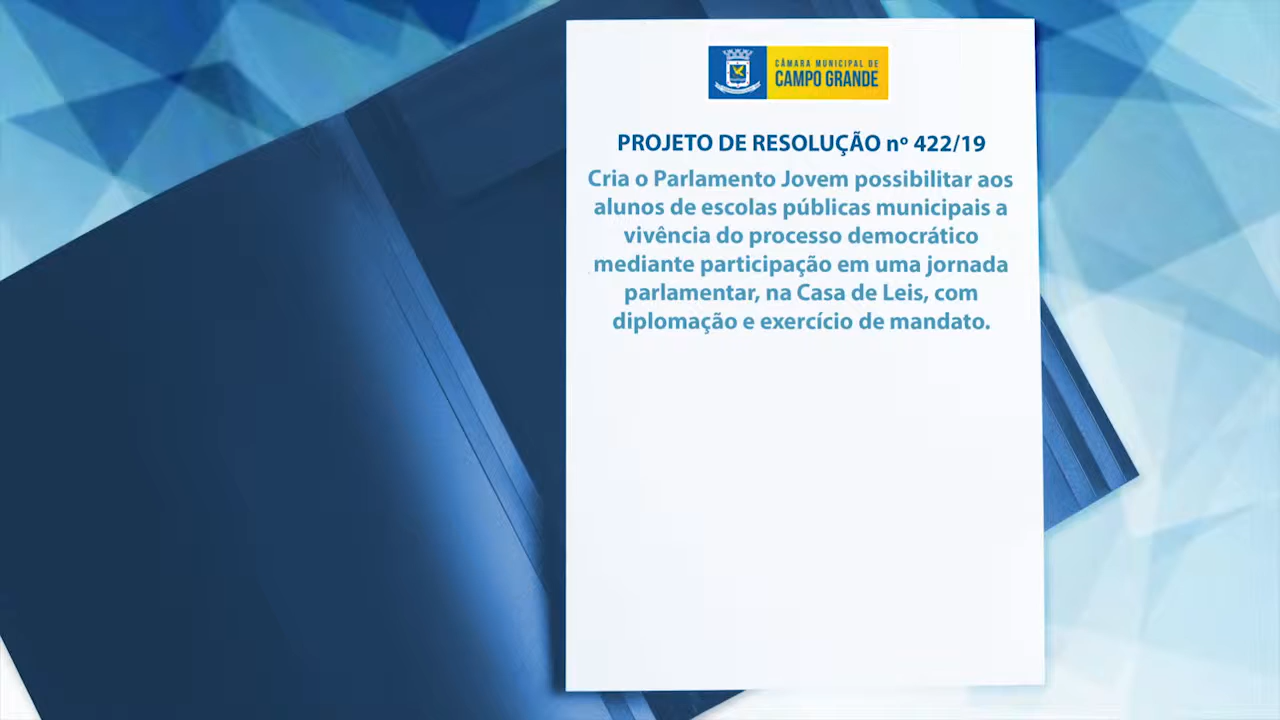 CÂMARA MUNICIPAL DE
CAMPO GRANDE
PROJETO DE RESOLUÇÃO nº 422/19
Cria o Parlamento Jovem possibilitar aos
alunos de escolas públicas municipais a
vivência do processo democrático
mediante participação em uma jornada
parlamentar, na Casa de Leis, com
diplomação e exercício de mandato.